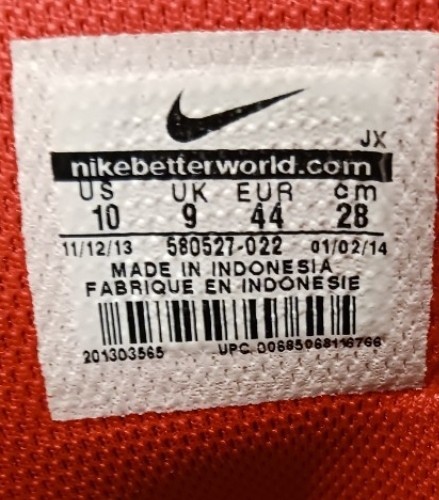 JX
nikebetterworld.com
US UK EUR cm
10 9 44 28
11/12/13 580527-022 01/02/14
MADE IN INDONESIA
FABRIQUE EN INDONESIE
201303565 UPC 00685068116766